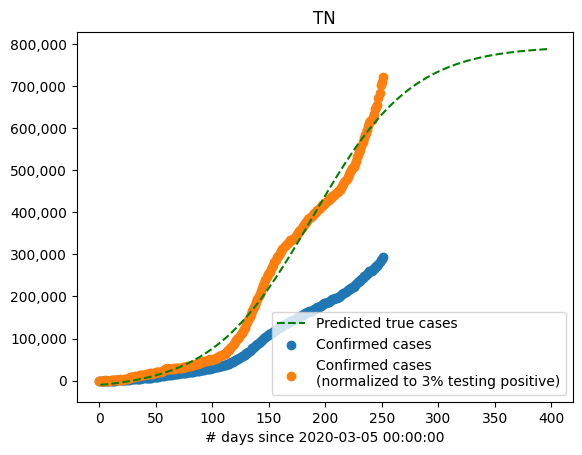 TN
800,000
700,000
600,000
500,000
400,000
300,000
200,000
100,000
0
Predicted true cases
Confirmed cases
Confirmed cases
(normalized to 3% testing positive)
0 50 100 150 200 250 300 350 400
# days since 2020-03-05 00:00:00